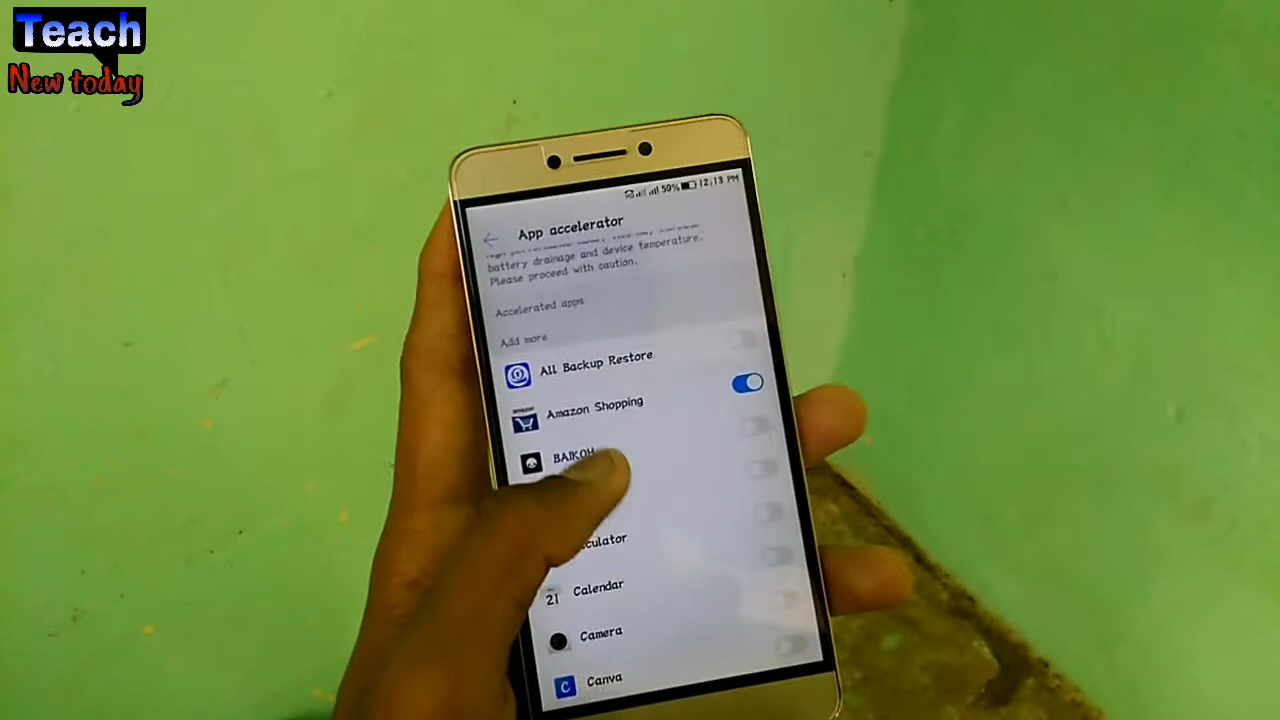 Teach
New today
59% 12:13 PM
App accelerator
battery drainage and device temperature.
Please proceed with caution.
Accelerated apps
Add more
All Backup Restore
amazon
Amazon Shopping
BAIKOH
Calendar
21
Camera
C
Canva